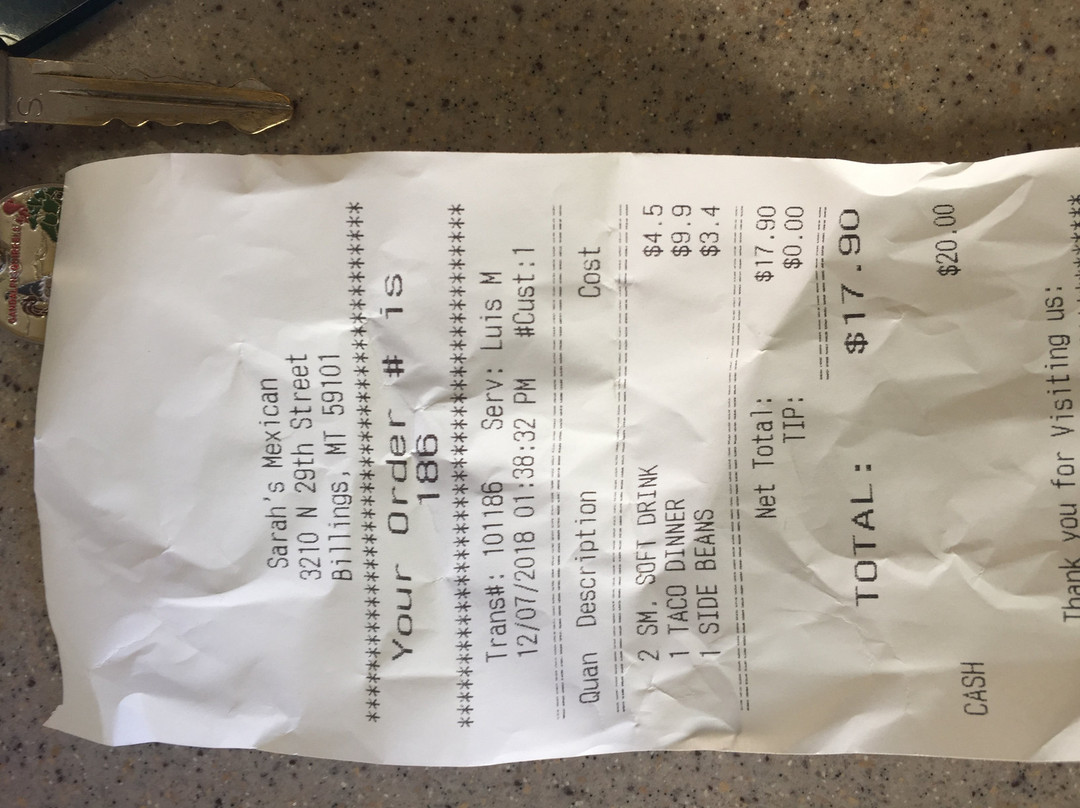 Sarah's Mexican
3210 N 29th Street
Billings, MT 59101
****************************************
Your Order # is
186
****************************************
Trans#: 101186 Serv: Luis M
12/07/2018 01:38:32 PM #Cust:1
========================================
Quan Description Cost
========================================
2 SM. SOFT DRINK $4.5
1 TACO DINNER $9.9
1 SIDE BEANS $3.4
========================================
Net Total: $17.90
TIP: $0.00
=============
TOTAL: $17.90
CASH $20.00
Thank you for Visiting us:
S